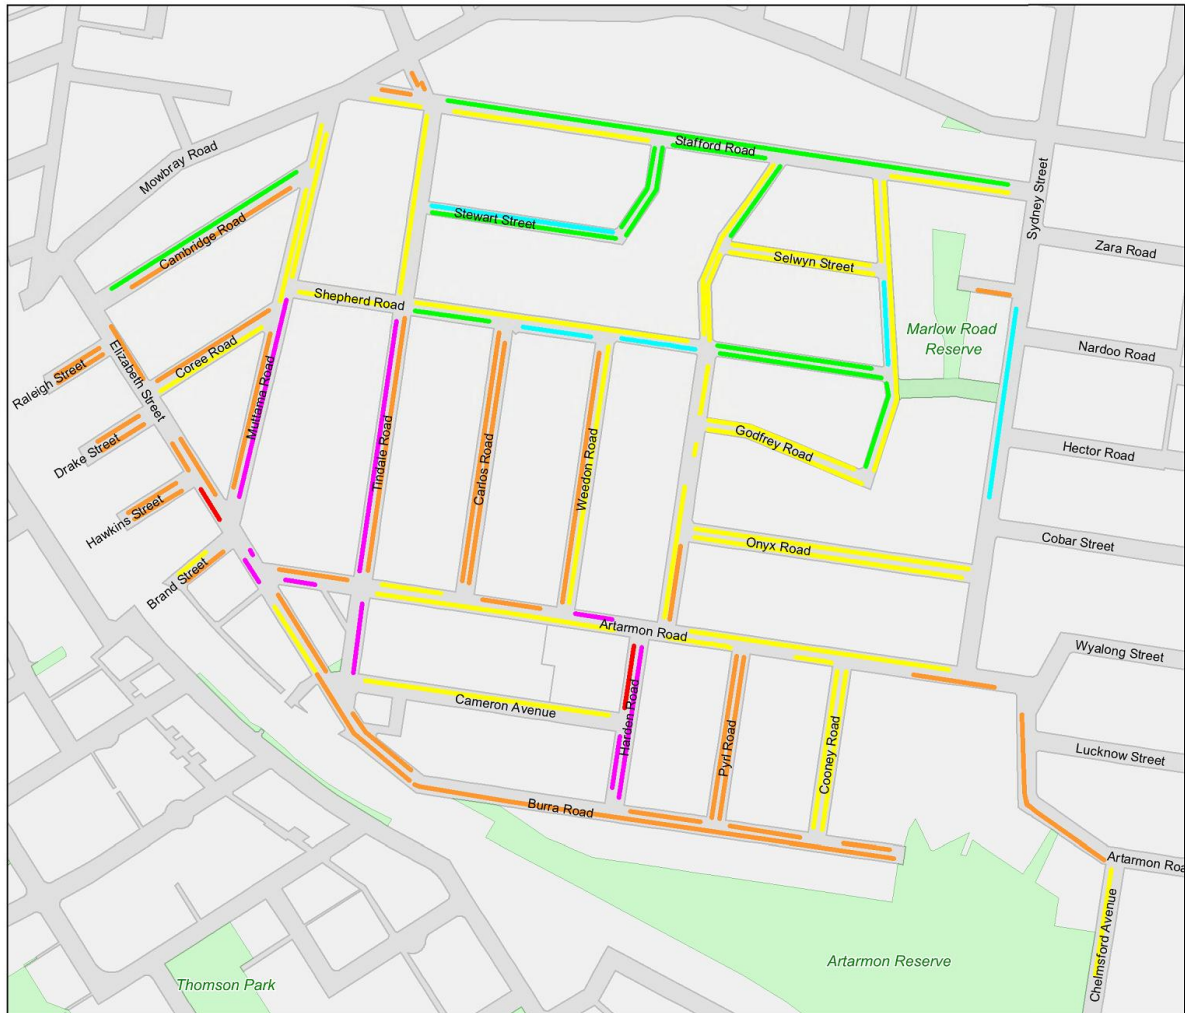 Mowbray Road
Stafford Road
Sydney Street
Cambridge Road
Stewart Street
Zara Road
Selwyn Street
Shepherd Road
Marlow Road
Reserve
Nardoo Road
Coree Road
Raleigh Street
Elizabeth Street
Muttama Road
Tindale Road
Carlos Road
Weedon Road
Godfrey Road
Hector Road
Drake Street
Hawkins Street
Onyx Road
Cobar Street
Brand Street
Artarmon Road
Wyalong Street
Cameron Avenue
Harden Road
Pyrl Road
Cooney Road
Lucknow Street
Burra Road
Artarmon Roa
Chelmsford Avenue
Artarmon Reserve
Thomson Park